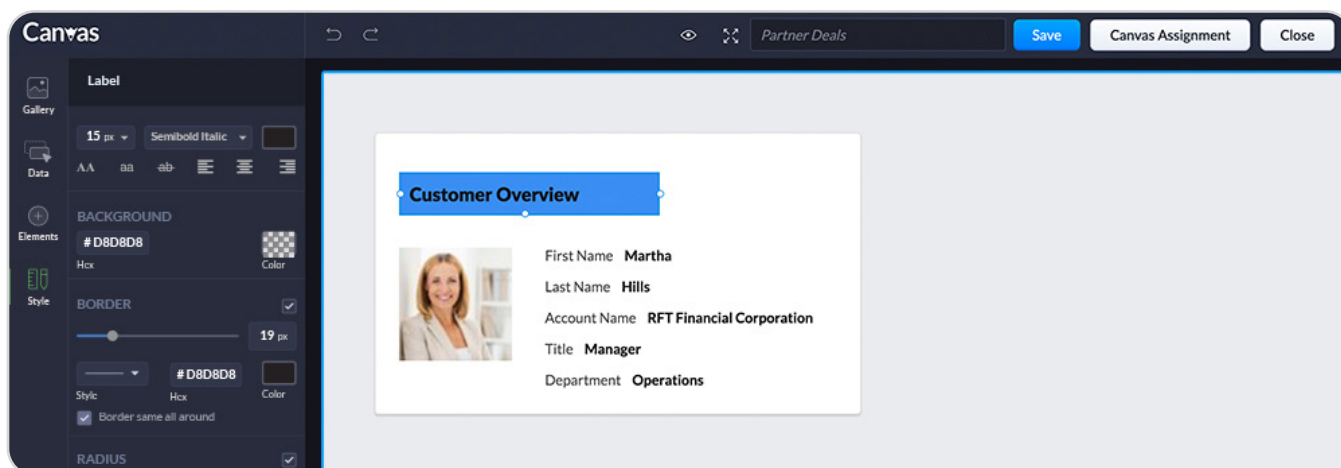 Canvas
Partner Deals
Save
Canvas Assignment
Close
Gallery
Data
Elements
Style
Label
15 px
Semibold Italic
AA aa ab
BACKGROUND
# D8D8D8
Hex Color
BORDER
19 px
# D8D8D8
Style Hex Color
Border same all around
RADIUS
Customer Overview
First Name Martha
Last Name Hills
Account Name RFT Financial Corporation
Title Manager
Department Operations